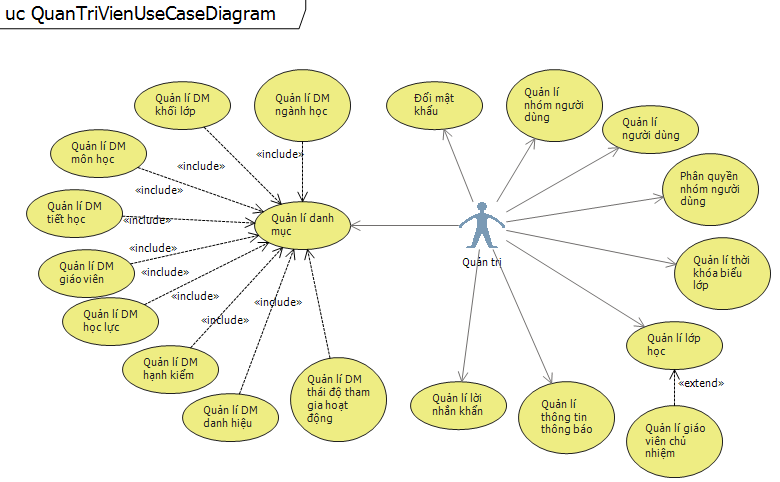 uc QuanTriVienUseCaseDiagram
Quản lí DM
khối lớp
Quản lí DM
ngành học
Đổi mật
khẩu
Quản lí
nhóm người
dùng
Quản lí
người dùng
Quản lí DM
môn học
«include»
«include»
Phân quyền
nhóm người
dùng
«include»
Quản lí DM
tiết học
«include»
Quản lí danh
mục
Quản trị
«include»
Quản lí DM
giáo viên
«include»
Quản lí thời
khóa biểu
lớp
Quản lí DM
học lực
«include»
«include»
«include»
Quản lí lớp
học
Quản lí DM
hạnh kiểm
Quản lí DM
thái độ tham
gia hoạt
động
«extend»
Quản lí DM
danh hiệu
Quản lí lời
nhắn khẩn
Quản lí
thông tin
thông báo
Quản lí giáo
viên chủ
nhiệm